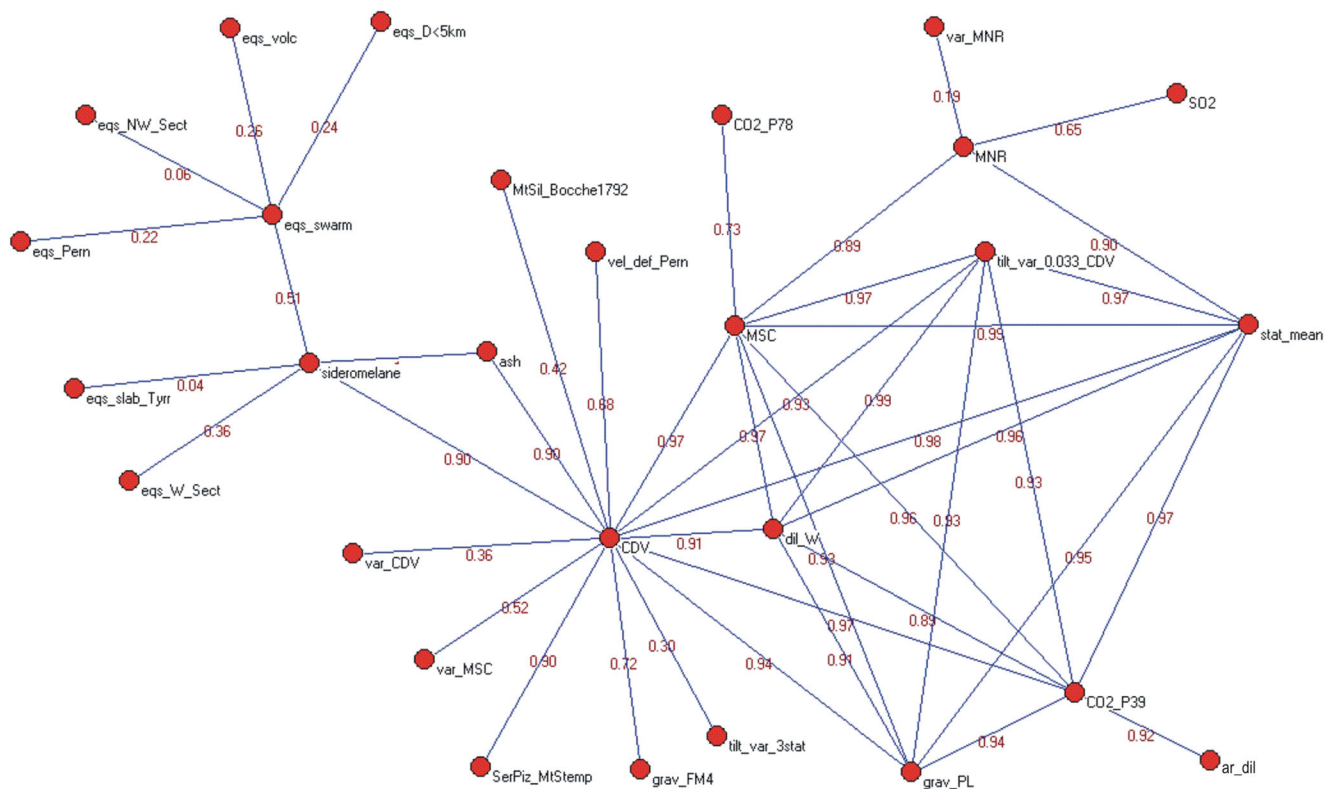 eqs_D<5km
var_MNR
eqs_volc
SO2
0.19
eqs_NW_Sect
CO2_P78
0.26
0.24
0.65
MNR
0.06
MtSil_Bocche1792
eqs_swarm
0.22
eqs_Pern
0.73
0.89
0.90
vel_def_Pern
tilt_var_0.033_CDV
0.51
0.97
0.97
MSC
0.99
stat_mean
ash
sideromelane
0.42
0.04
eqs_slab_Tyrr
0.68
0.93
0.99
0.97
0.97
0.96
0.98
0.36
0.90
0.90
0.93
eqs_W_Sect
0.96
0.93
0.97
CDV
0.91
dil_W
0.36
var_CDV
0.93
0.95
0.52
0.97
0.89
0.30
0.94
0.91
0.90
0.72
var_MSC
CO2_P39
0.92
tilt_var_3stat
0.94
SerPiz_MtStemp
grav_FM4
grav_PL
ar_dil